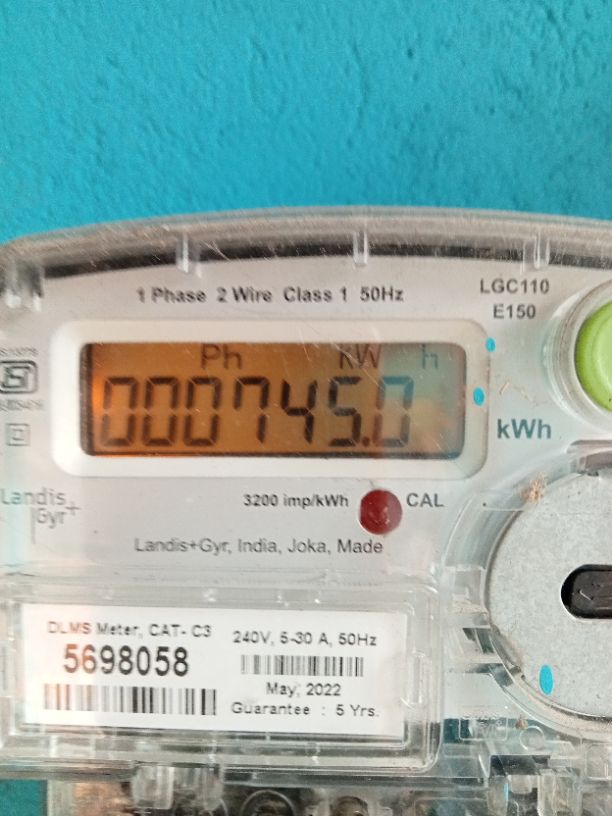 1 Phase 2 Wire Class 1 50Hz
LGC110
E150
Ph kW h
000745.0
kWh
Landis
Gyr+
3200 imp/kWh CAL
Landis+Gyr, India, Joka, Made
DLMS Meter, CAT- C3
5698058
240V, 5-30 A, 50Hz
May, 2022
Guarantee : 5 Yrs.